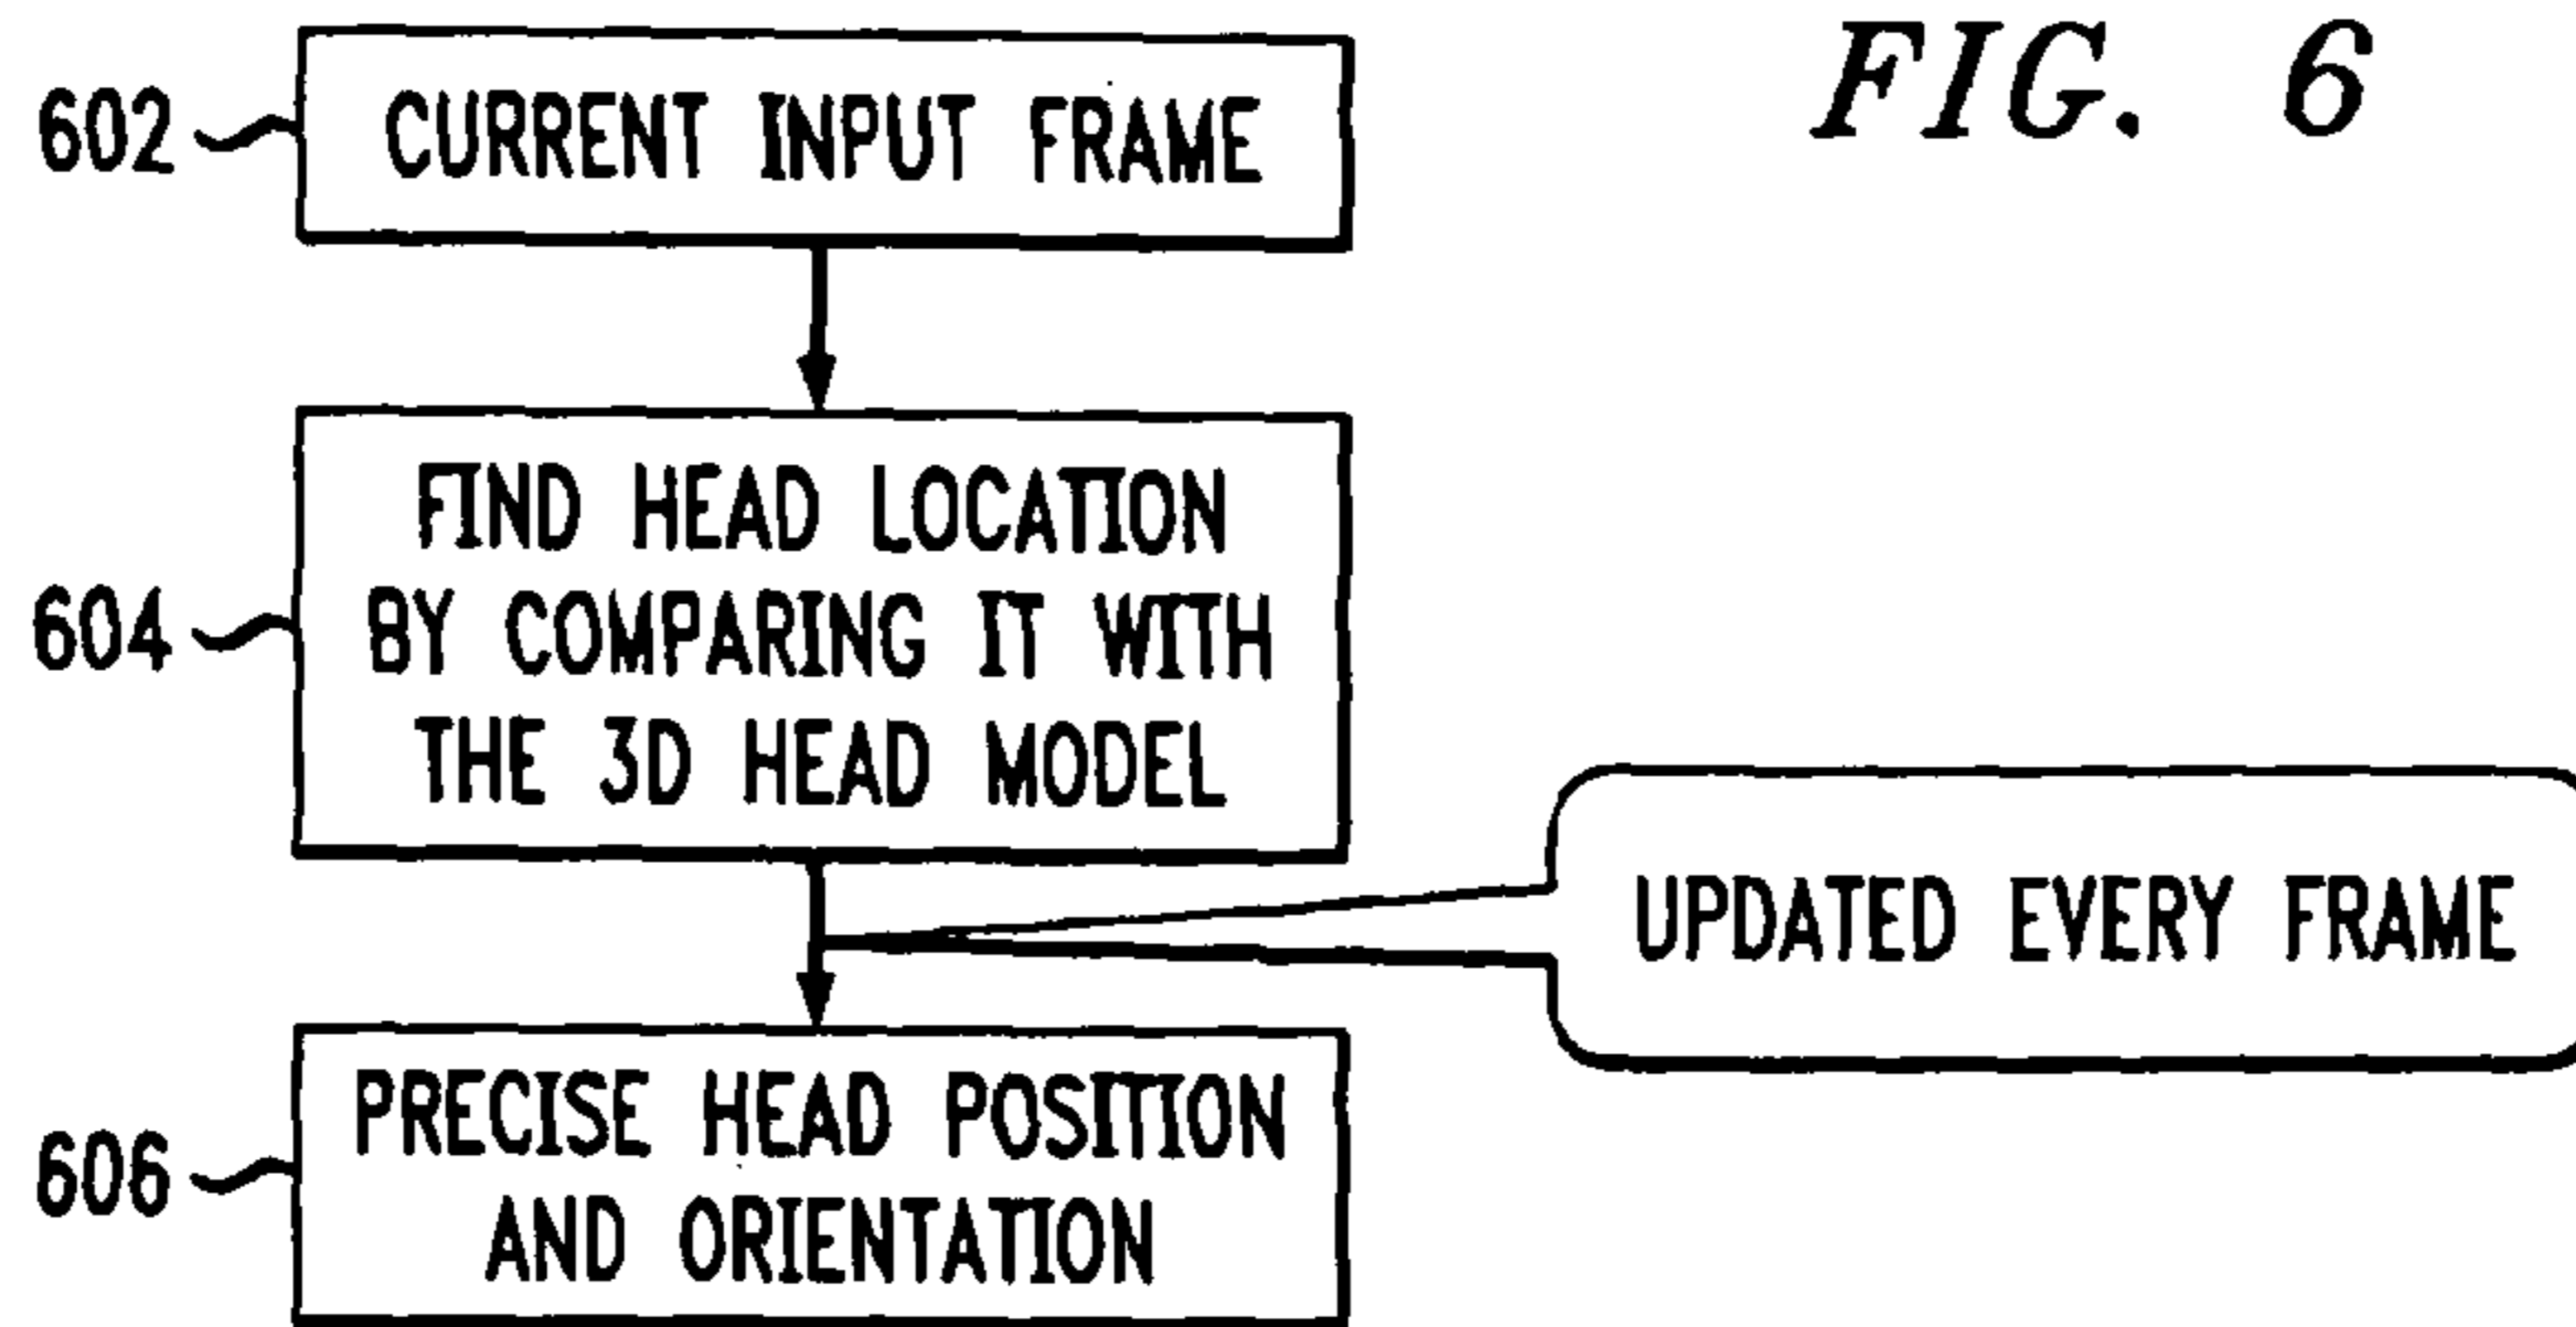 FIG. 6
602
CURRENT INPUT FRAME
604
FIND HEAD LOCATION
BY COMPARING IT WITH
THE 3D HEAD MODEL
UPDATED EVERY FRAME
606
PRECISE HEAD POSITION
AND ORIENTATION